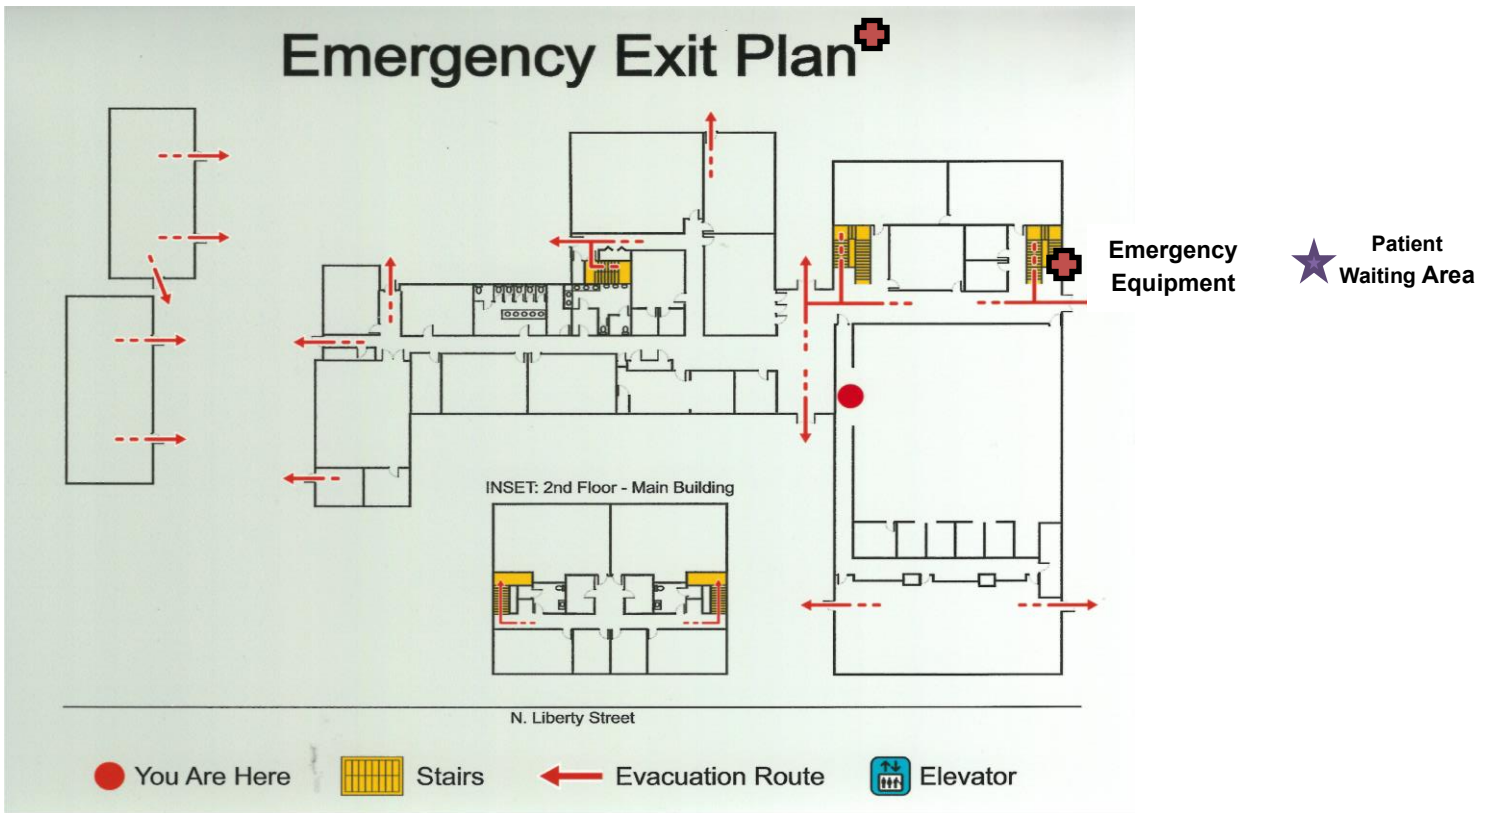 Emergency Exit Plan
Emergency
Equipment
Patient
Waiting Area
INSET: 2nd Floor - Main Building
N. Liberty Street
You Are Here
Stairs
Evacuation Route
Elevator